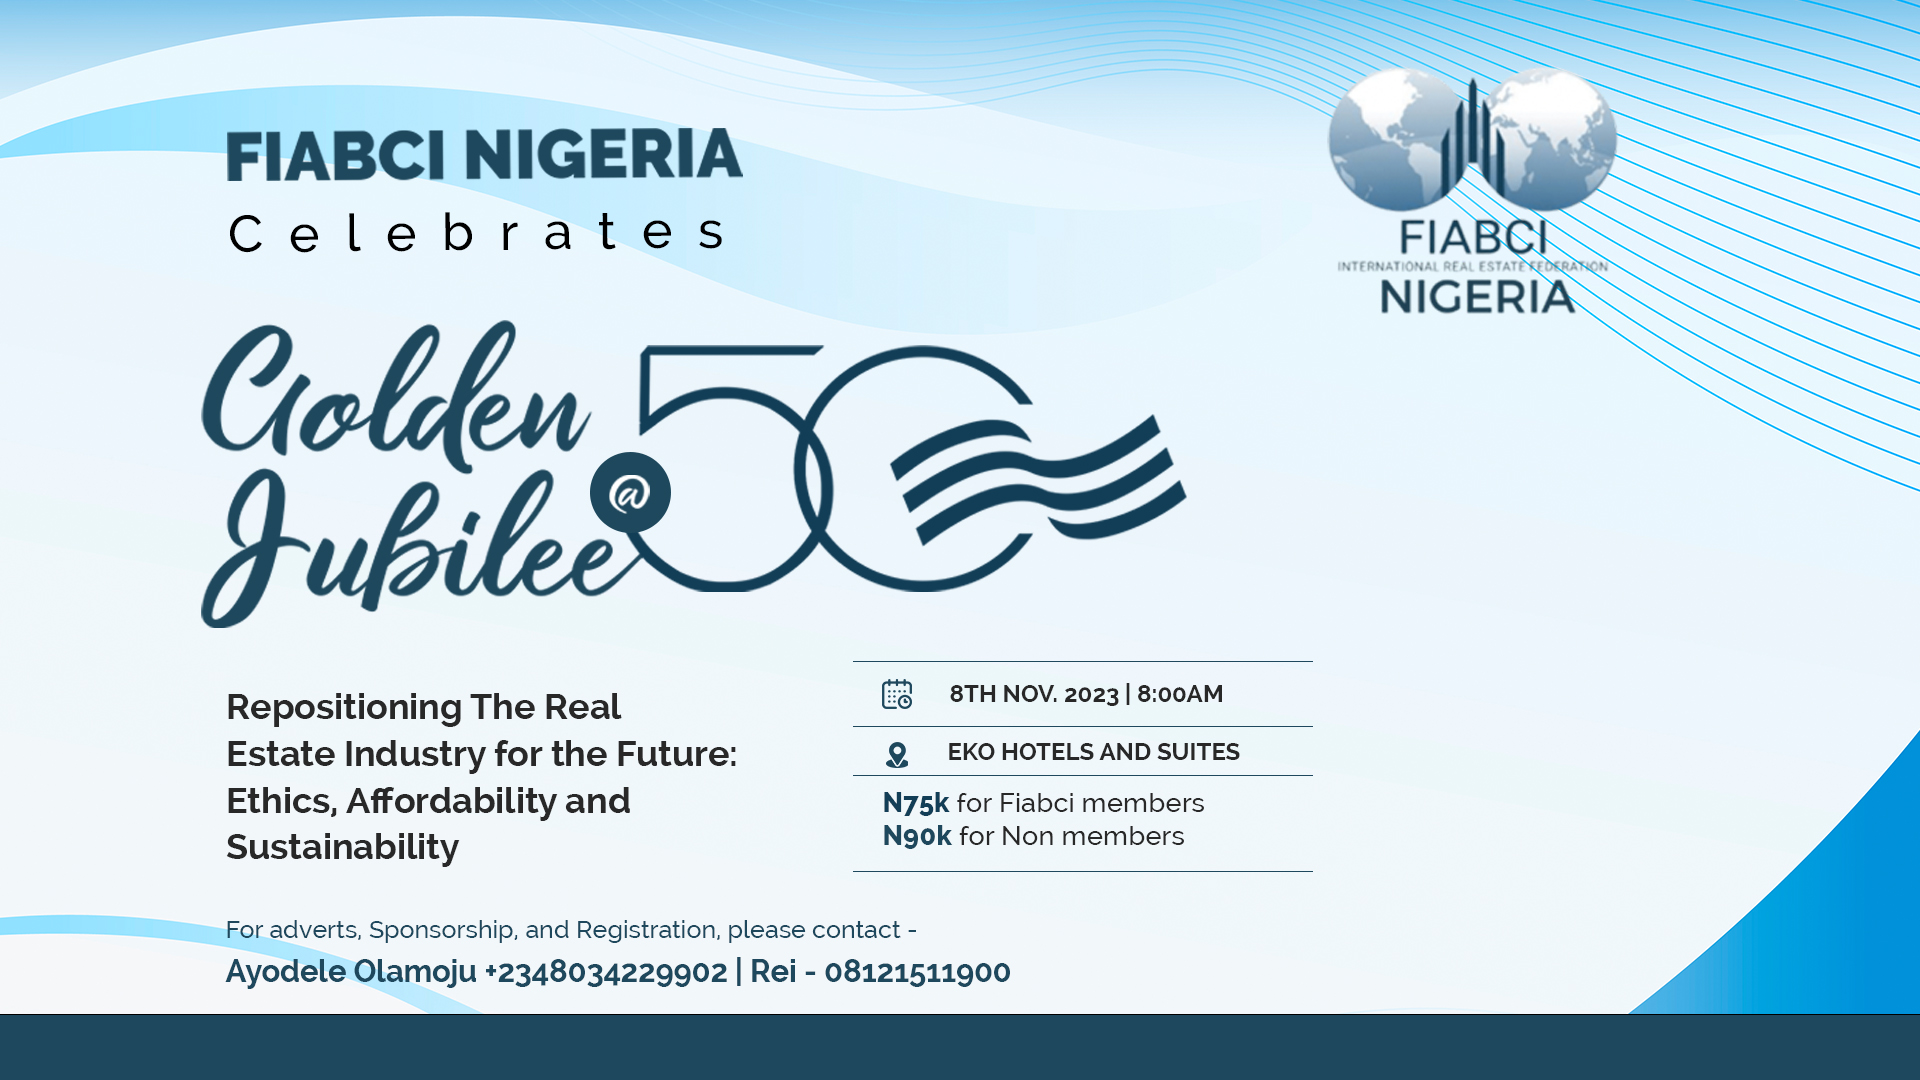 FIABCI NIGERIA
Celebrates
FIABCI
INTERNATIONAL REAL ESTATE FEDERATION
NIGERIA
Golden
Jubilee
@
50
Repositioning The Real
Estate Industry for the Future:
Ethics, Affordability and
Sustainability
8TH NOV. 2023 | 8:00AM
EKO HOTELS AND SUITES
N75k for Fiabci members
N90k for Non members
For adverts, Sponsorship, and Registration, please contact -
Ayodele Olamoju +2348034229902 | Rei - 08121511900